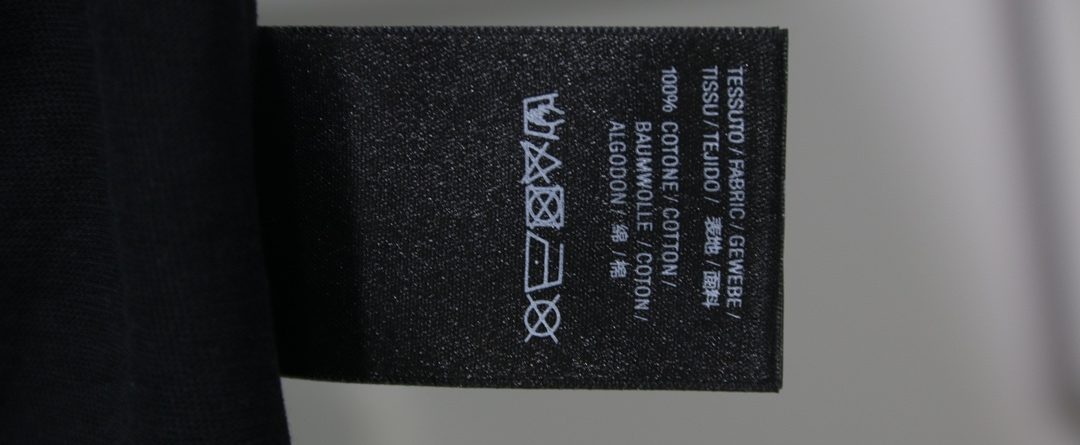 TESSUTO / FABRIC / GEWEBE /
TISSU / TEJIDO / 表地 / 面料
100% COTONE / COTTON /
BAUMWOLLE / COTON /
ALGODON / 綿 / 棉